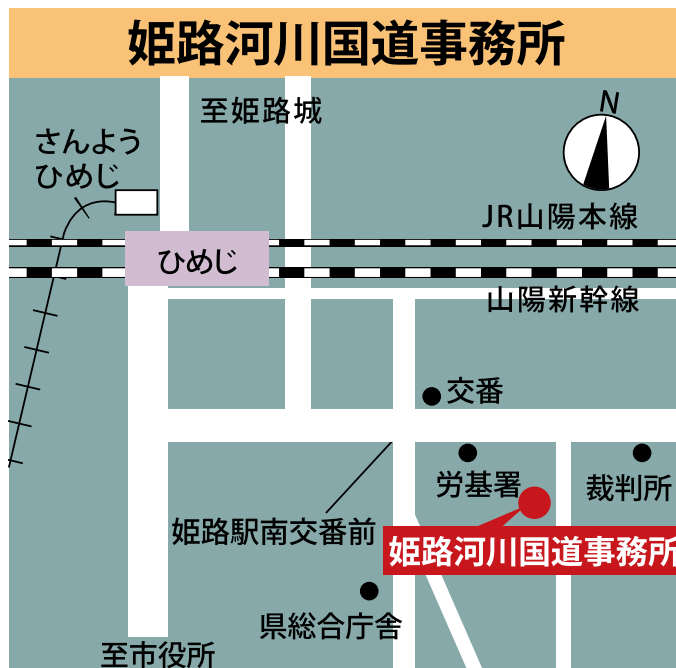 姫路河川国道事務所
至姫路城
N
さんよう
ひめじ
JR山陽本線
ひめじ
山陽新幹線
交番
労基署
裁判所
姫路駅南交番前
姫路河川国道事務所
県総合庁舎
至市役所